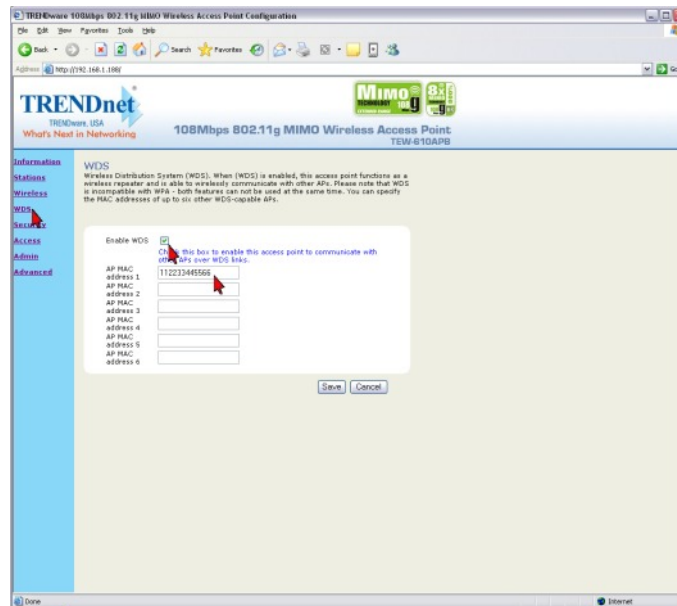 TRENDware 108Mbps 802.11g MIMO Wireless Access Point Configuration
File Edit View Favorites Tools Help
Back Search Favorites
Address http://192.168.1.188/ Go
TRENDnet
TRENDware, USA
What's Next in Networking
MIMO
TECHNOLOGY
8x
108Mbps 802.11g MIMO Wireless Access Point
TEW-610APB
Information
Stations
Wireless
WDS
Security
Access
Admin
Advanced
WDS
Wireless Distribution System (WDS). When (WDS) is enabled, this access point functions as a
wireless repeater and is able to wirelessly communicate with other APs. Please note that WDS
is incompatible with WPA - both features can not be used at the same time. You can specify
the MAC addresses of up to six other WDS-capable APs.
Enable WDS
Check this box to enable this access point to communicate with
other APs over WDS links.
AP MAC
address 1
112233445566
AP MAC
address 2
AP MAC
address 3
AP MAC
address 4
AP MAC
address 5
AP MAC
address 6
Save Cancel
Done Internet